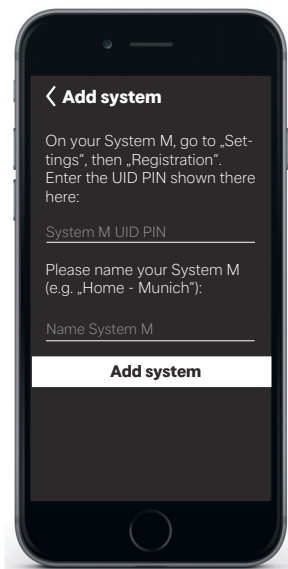 Add system
On your System M, go to „Set-
tings“, then „Registration“.
Enter the UID PIN shown there
here:
System M UID PIN
Please name your System M
(e.g. „Home - Munich“):
Name System M
Add system